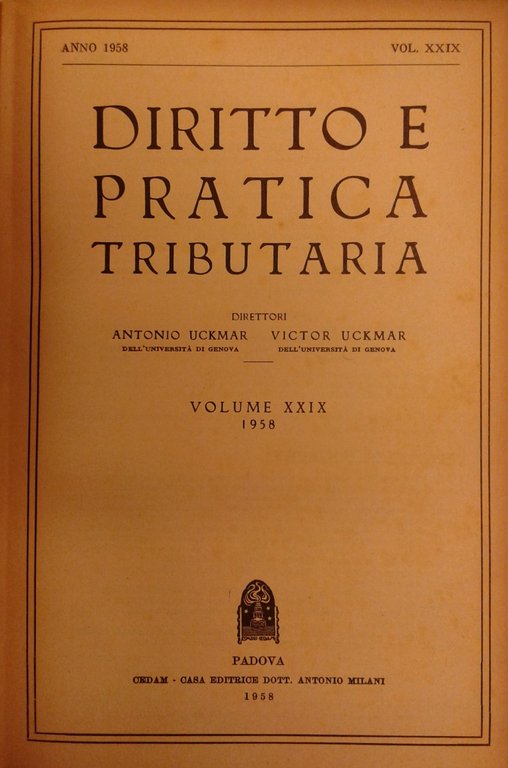 ANNO 1958 VOL. XXIX
DIRITTO E
PRATICA
TRIBUTARIA
DIRETTORI
ANTONIO UCKMAR VICTOR UCKMAR
DELL'UNIVERSITÀ DI GENOVA DELL'UNIVERSITÀ DI GENOVA
VOLUME XXIX
1958
PADOVA
CEDAM - CASA EDITRICE DOTT. ANTONIO MILANI
1958